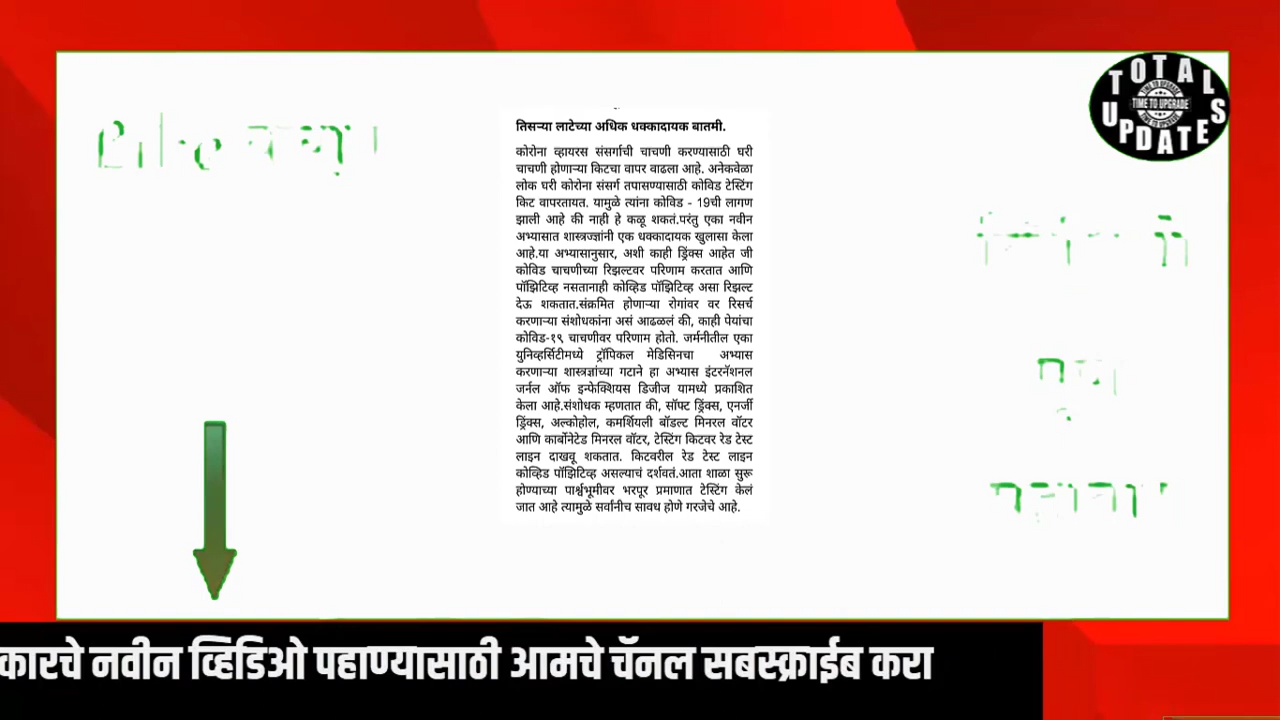 TOTAL
TIME TO UPGRADE
UPDATES
तिसऱ्या लाटेच्या अधिक धक्कादायक बातमी.
कोरोना व्हायरस संसर्गाची चाचणी करण्यासाठी घरी
चाचणी होणाऱ्या किटचा वापर वाढला आहे. अनेकवेळा
लोक घरी कोरोना संसर्ग तपासण्यासाठी कोविड टेस्टिंग
किट वापरतायत. यामुळे त्यांना कोविड - 19ची लागण
झाली आहे की नाही हे कळू शकतं.परंतु एका नवीन
अभ्यासात शास्त्रज्ज्ञांनी एक धक्कादायक खुलासा केला
आहे.या अभ्यासानुसार, अशी काही ड्रिंक्स आहेत जी
कोविड चाचणीच्या रिझल्टवर परिणाम करतात आणि
पॉझिटिव्ह नसतानाही कोव्हिड पॉझिटिव्ह असा रिझल्ट
देऊ शकतात.संक्रमित होणाऱ्या रोगांवर वर रिसर्च
करणाऱ्या संशोधकांना असं आढळलं की, काही पेयांचा
कोविड-१९ चाचणीवर परिणाम होतो. जर्मनीतील एका
युनिव्हर्सिटीमध्ये ट्रॉपिकल मेडिसिनचा अभ्यास
करणाऱ्या शास्त्रज्ञांच्या गटाने हा अभ्यास इंटरनॅशनल
जर्नल ऑफ इन्फेक्शियस डिजीज यामध्ये प्रकाशित
केला आहे.संशोधक म्हणतात की, सॉफ्ट ड्रिंक्स, एनर्जी
ड्रिंक्स, अल्कोहोल, कमर्शियली बॉडल्ट मिनरल वॉटर
आणि कार्बोनेटेड मिनरल वॉटर, टेस्टिंग किटवर रेड टेस्ट
लाइन दाखवू शकतात. किटवरील रेड टेस्ट लाइन
कोव्हिड पॉझिटिव्ह असल्याचं दर्शवतं.आता शाळा सुरू
होण्याच्या पार्श्वभूमीवर भरपूर प्रमाणात टेस्टिंग केलं
जात आहे त्यामुळे सर्वांनीच सावध होणे गरजेचे आहे.
कारचे नवीन व्हिडिओ पहाण्यासाठी आमचे चॅनल सबस्क्राईब करा